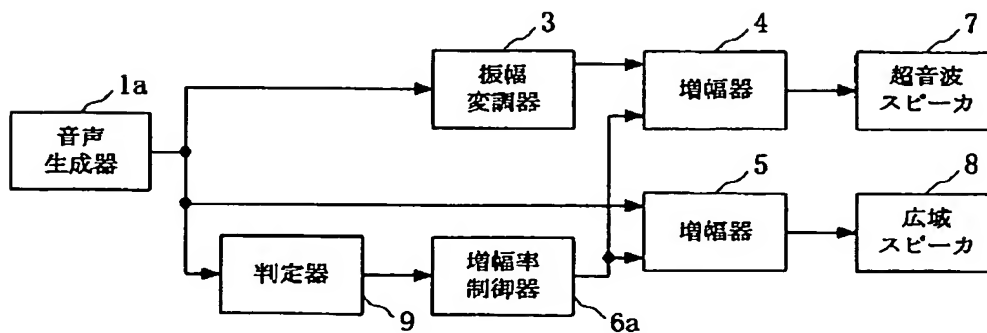 1a
音声
生成器
3
振幅
変調器
4
増幅器
7
超音波
スピーカ
5
増幅器
8
広域
スピーカ
判定器
9
増幅率
制御器
6a